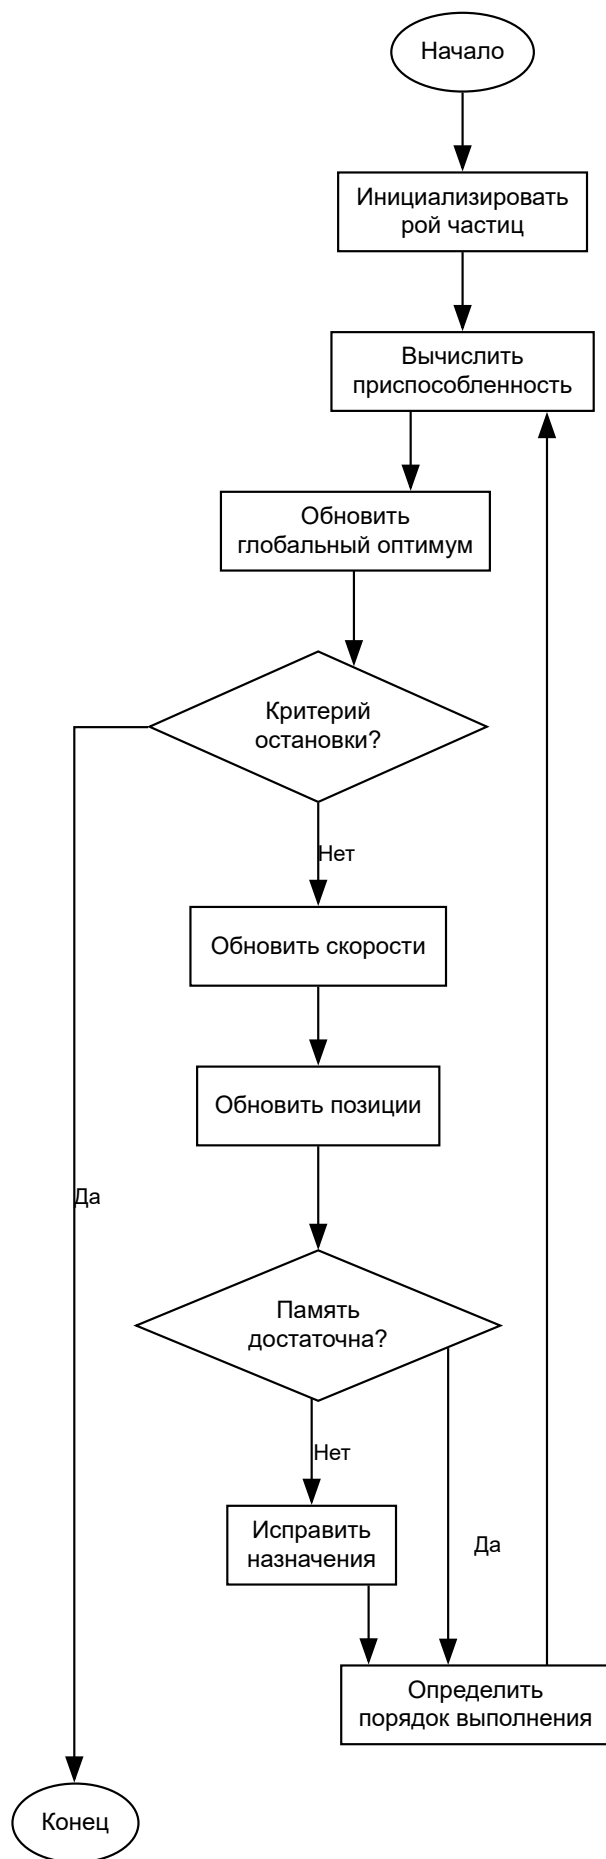 Начало
Инициализировать
рой частиц
Вычислить
приспособленность
Обновить
глобальный оптимум
Критерий
остановки?
Нет
Обновить скорости
Обновить позиции
Да
Память
достаточна?
Нет
Исправить
назначения
Да
Определить
порядок выполнения
Конец